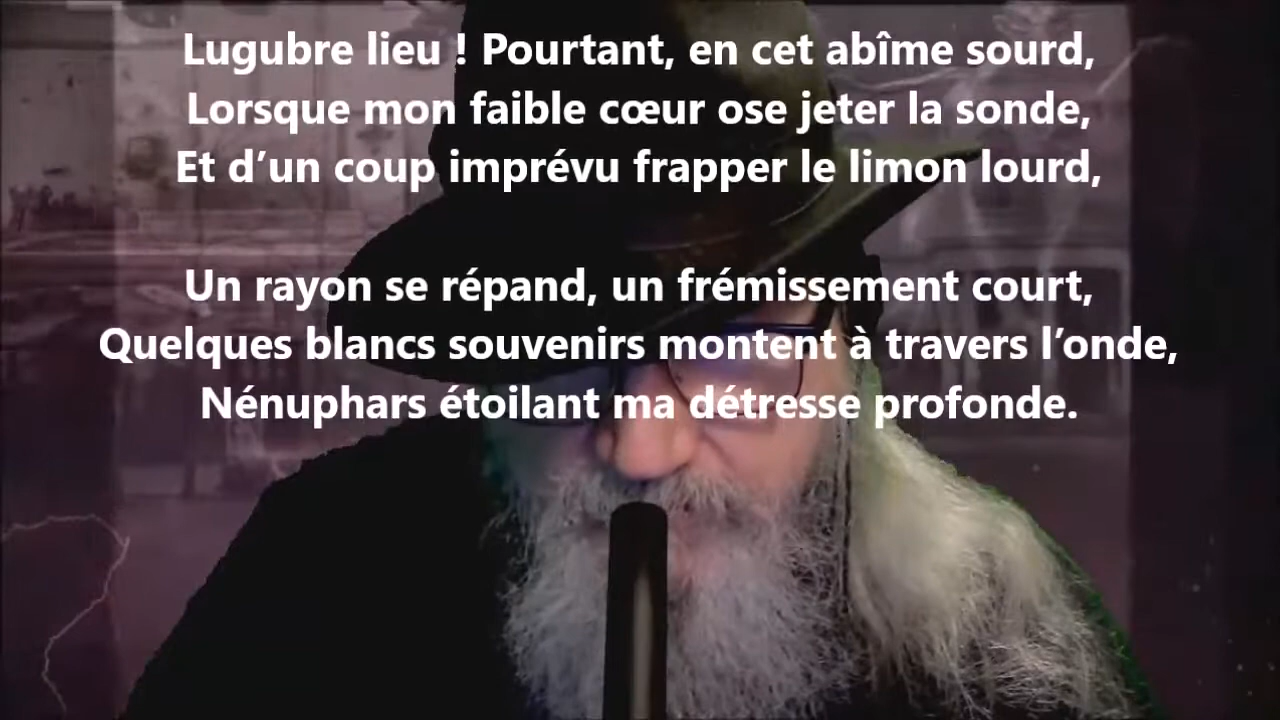 Lugubre lieu ! Pourtant, en cet abîme sourd,
Lorsque mon faible cœur ose jeter la sonde,
Et d’un coup imprévu frapper le limon lourd,
Un rayon se répand, un frémissement court,
Quelques blancs souvenirs montent à travers l’onde,
Nénuphars étoilant ma détresse profonde.